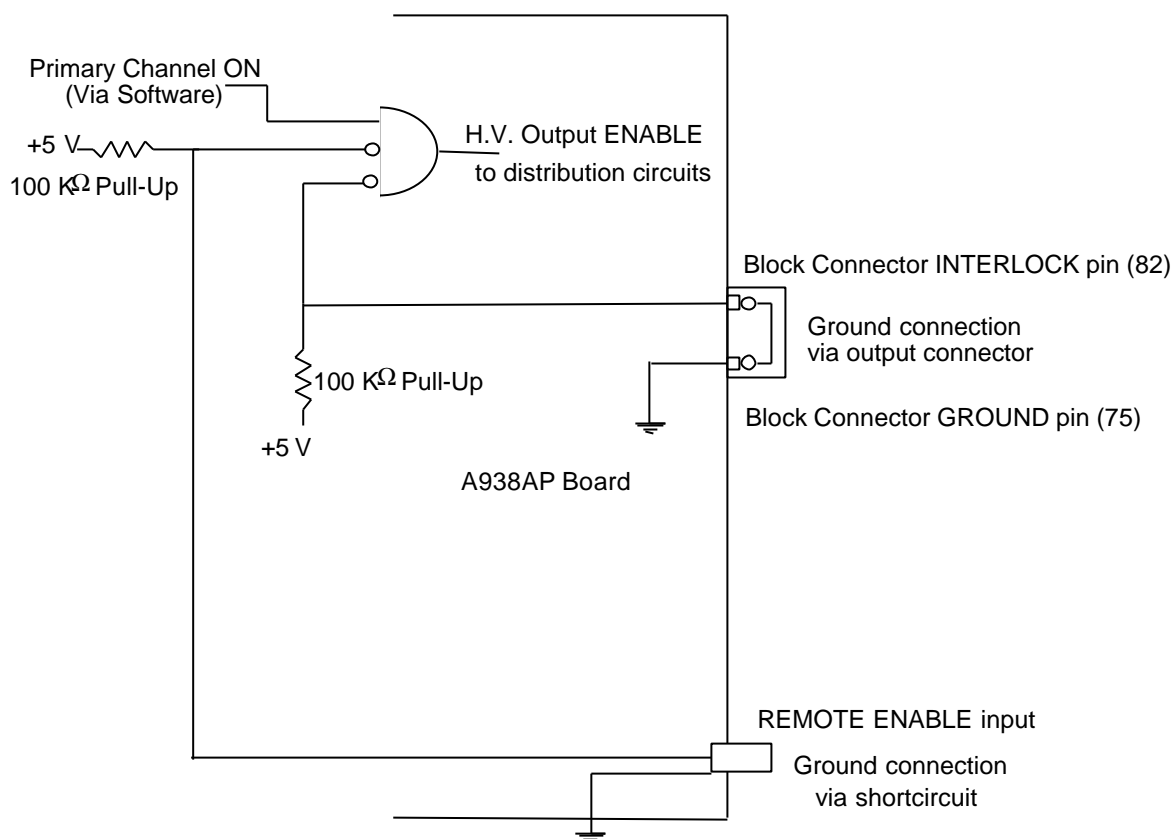 Primary Channel ON
(Via Software)
+5 V
100 KΩ Pull-Up
H.V. Output ENABLE
to distribution circuits
Block Connector INTERLOCK pin (82)
Ground connection
via output connector
100 KΩ Pull-Up
+5 V
Block Connector GROUND pin (75)
A938AP Board
REMOTE ENABLE input
Ground connection
via shortcircuit